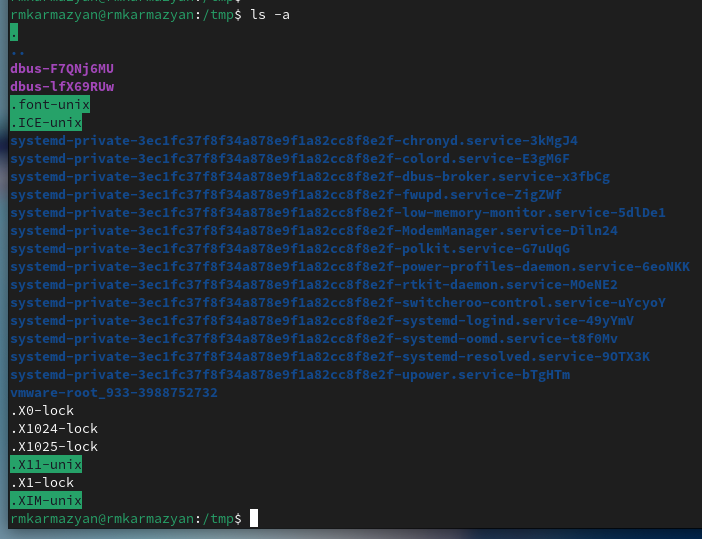 rmkarmazyan@rmkarmazyan:/tmp$ ls -a
.
..
dbus-F7QNj6MU
dbus-lfX69RUw
.font-unix
.ICE-unix
systemd-private-3ec1fc37f8f34a878e9f1a82cc8f8e2f-chronyd.service-3kMgJ4
systemd-private-3ec1fc37f8f34a878e9f1a82cc8f8e2f-colord.service-E3gM6F
systemd-private-3ec1fc37f8f34a878e9f1a82cc8f8e2f-dbus-broker.service-x3fbCg
systemd-private-3ec1fc37f8f34a878e9f1a82cc8f8e2f-fwupd.service-ZigZWf
systemd-private-3ec1fc37f8f34a878e9f1a82cc8f8e2f-low-memory-monitor.service-5dlDe1
systemd-private-3ec1fc37f8f34a878e9f1a82cc8f8e2f-ModemManager.service-Diln24
systemd-private-3ec1fc37f8f34a878e9f1a82cc8f8e2f-polkit.service-G7uUqG
systemd-private-3ec1fc37f8f34a878e9f1a82cc8f8e2f-power-profiles-daemon.service-6eoNKK
systemd-private-3ec1fc37f8f34a878e9f1a82cc8f8e2f-rtkit-daemon.service-MOeNE2
systemd-private-3ec1fc37f8f34a878e9f1a82cc8f8e2f-switcheroo-control.service-uYcyoY
systemd-private-3ec1fc37f8f34a878e9f1a82cc8f8e2f-systemd-logind.service-49yYmV
systemd-private-3ec1fc37f8f34a878e9f1a82cc8f8e2f-systemd-oomd.service-t8f0Mv
systemd-private-3ec1fc37f8f34a878e9f1a82cc8f8e2f-systemd-resolved.service-9OTX3K
systemd-private-3ec1fc37f8f34a878e9f1a82cc8f8e2f-upower.service-bTgHTm
vmware-root_933-3988752732
.X0-lock
.X1024-lock
.X1025-lock
.X11-unix
.X1-lock
.XIM-unix
rmkarmazyan@rmkarmazyan:/tmp$